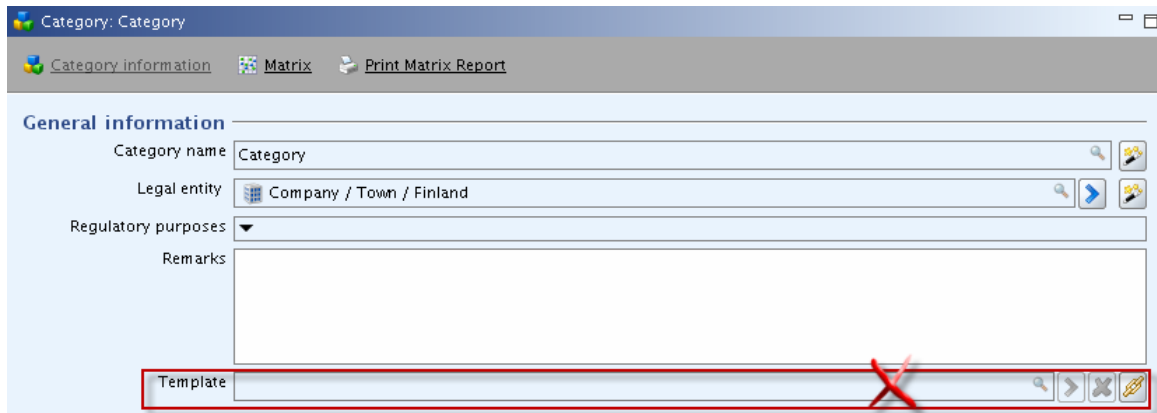 Category: Category
Category information Matrix Print Matrix Report
General information
Category name Category
Legal entity Company / Town / Finland
Regulatory purposes
Remarks
Template